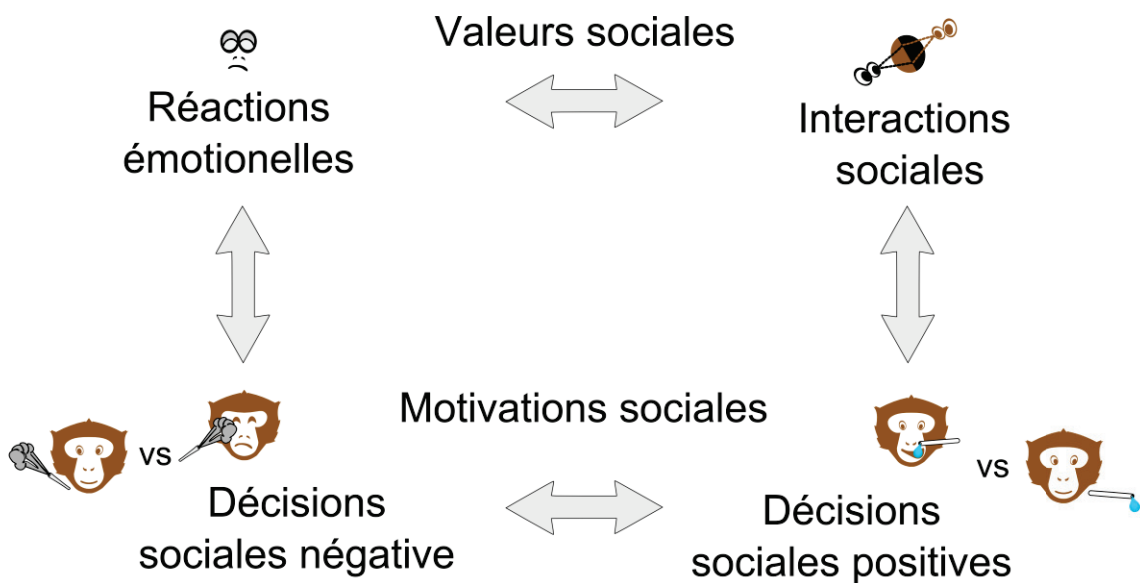 Valeurs sociales
Réactions
émotionelles
Interactions
sociales
Motivations sociales
vs
vs
Décisions
sociales négative
Décisions
sociales positives